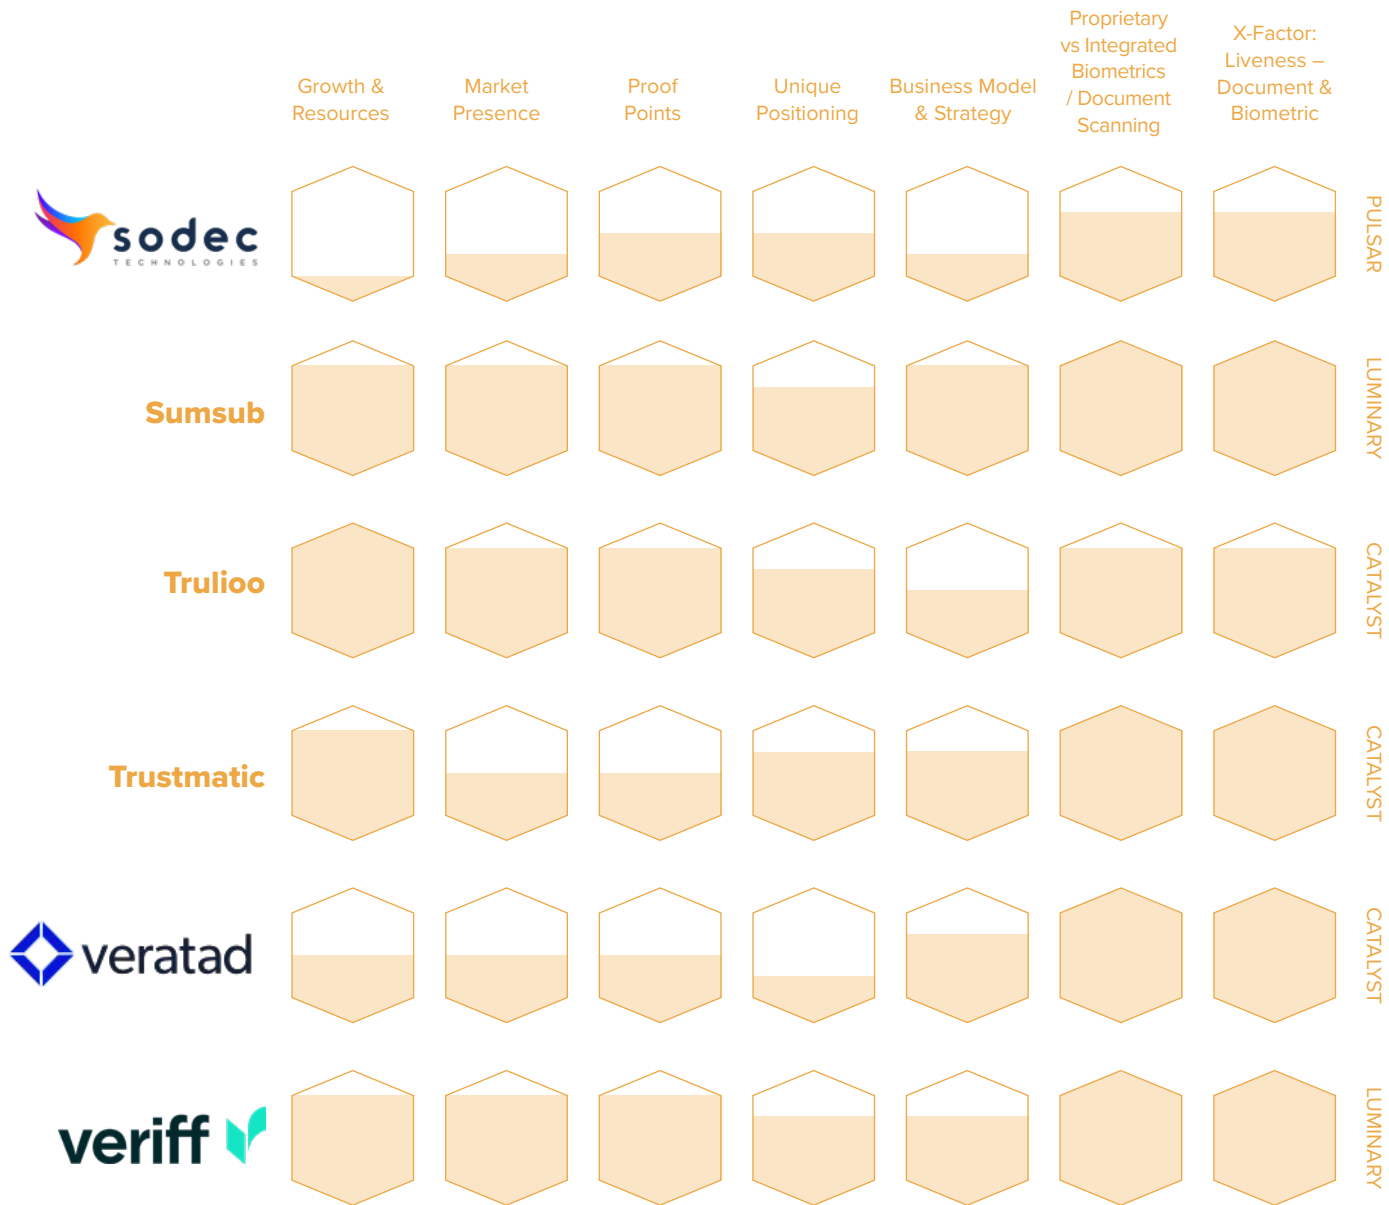 Growth &
Resources
Market
Presence
Proof
Points
Unique
Positioning
Business Model
& Strategy
Proprietary
vs Integrated
Biometrics
/ Document
Scanning
X-Factor:
Liveness –
Document &
Biometric
sodec
TECHNOLOGIES
PULSAR
Sumsub
LUMINARY
Trulioo
CATALYST
Trustmatic
CATALYST
veratad
CATALYST
veriff
LUMINARY